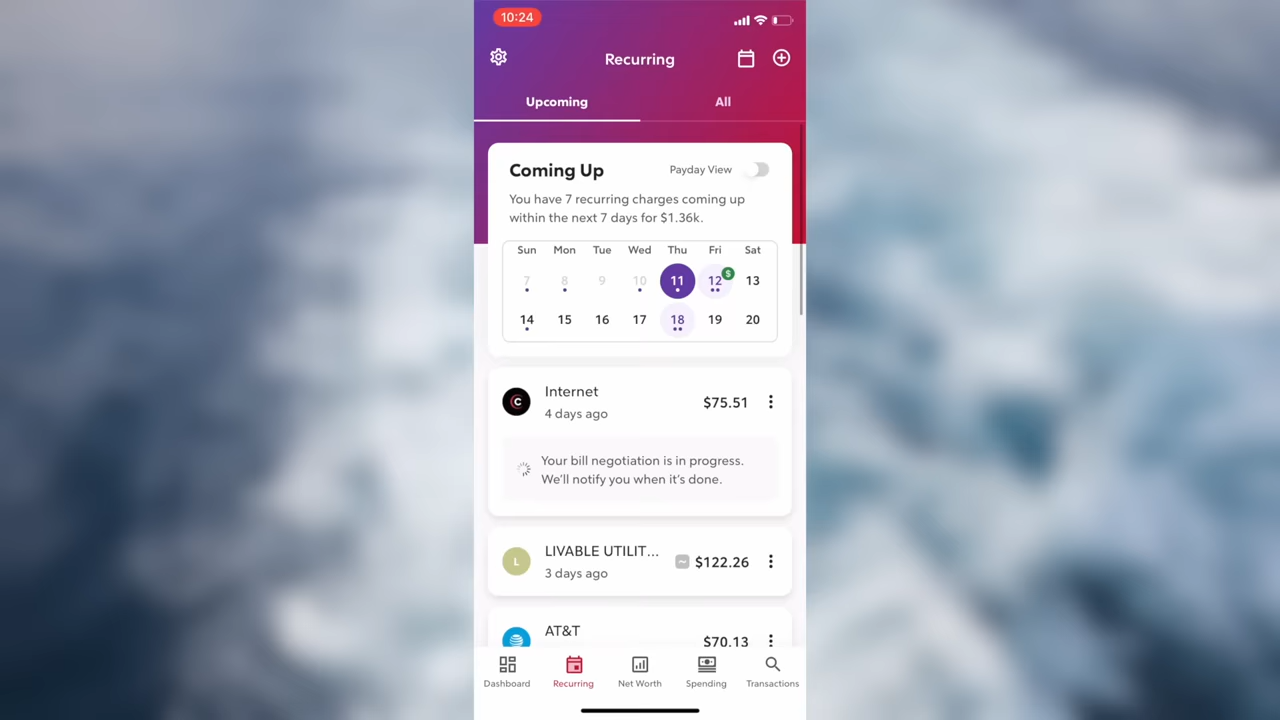 10:24
Recurring
Upcoming All
Coming Up Payday View
You have 7 recurring charges coming up
within the next 7 days for $1.36k.
Sun Mon Tue Wed Thu Fri Sat
7 8 9 10 11 12 $ 13
14 15 16 17 18 19 20
C Internet $75.51
4 days ago
Your bill negotiation is in progress.
We'll notify you when it's done.
L LIVABLE UTILIT... ~ $122.26
3 days ago
AT&T $70.13
Dashboard Recurring Net Worth Spending Transactions